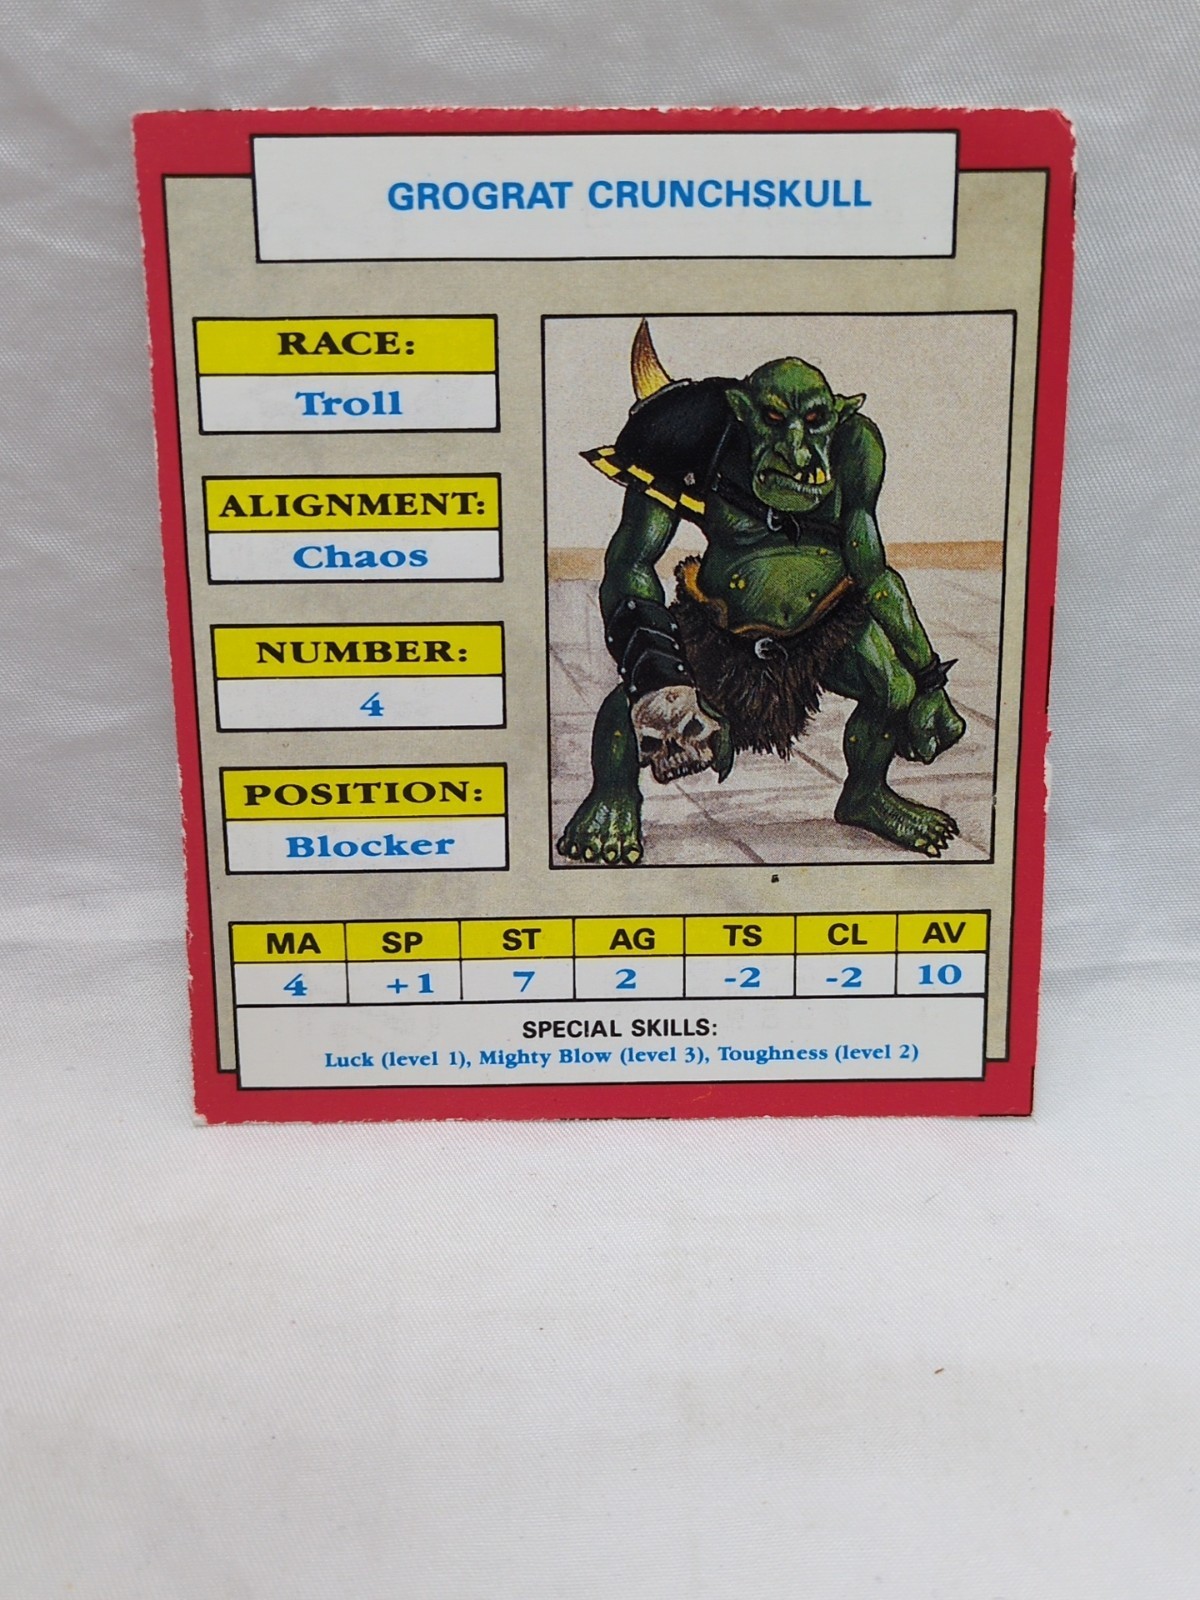 GROGRAT CRUNCHSKULL
RACE:
Troll
ALIGNMENT:
Chaos
NUMBER:
4
POSITION:
Blocker
MA SP ST AG TS CL AV
4 +1 7 2 -2 -2 10
SPECIAL SKILLS:
Luck (level 1), Mighty Blow (level 3), Toughness (level 2)